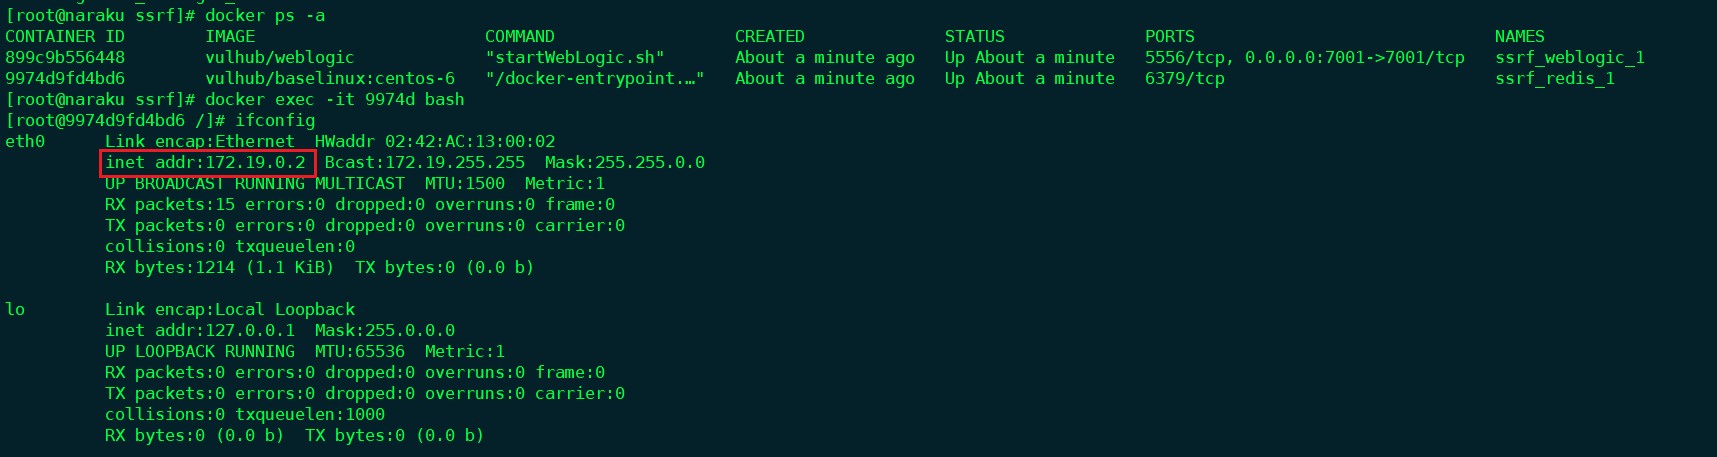 [root@naraku ssrf]# docker ps -a
CONTAINER ID        IMAGE                       COMMAND                  CREATED              STATUS              PORTS                              NAMES
899c9b556448        vulhub/weblogic             "startWebLogic.sh"       About a minute ago   Up About a minute   5556/tcp, 0.0.0.0:7001->7001/tcp   ssrf_weblogic_1
9974d9fd4bd6        vulhub/baselinux:centos-6   "/docker-entrypoint.…"   About a minute ago   Up About a minute   6379/tcp                           ssrf_redis_1
[root@naraku ssrf]# docker exec -it 9974d bash
[root@9974d9fd4bd6 /]# ifconfig
eth0      Link encap:Ethernet  HWaddr 02:42:AC:13:00:02
          inet addr:172.19.0.2  Bcast:172.19.255.255  Mask:255.255.0.0
          UP BROADCAST RUNNING MULTICAST  MTU:1500  Metric:1
          RX packets:15 errors:0 dropped:0 overruns:0 frame:0
          TX packets:0 errors:0 dropped:0 overruns:0 carrier:0
          collisions:0 txqueuelen:0
          RX bytes:1214 (1.1 KiB)  TX bytes:0 (0.0 b)

lo        Link encap:Local Loopback
          inet addr:127.0.0.1  Mask:255.0.0.0
          UP LOOPBACK RUNNING  MTU:65536  Metric:1
          RX packets:0 errors:0 dropped:0 overruns:0 frame:0
          TX packets:0 errors:0 dropped:0 overruns:0 carrier:0
          collisions:0 txqueuelen:1000
          RX bytes:0 (0.0 b)  TX bytes:0 (0.0 b)